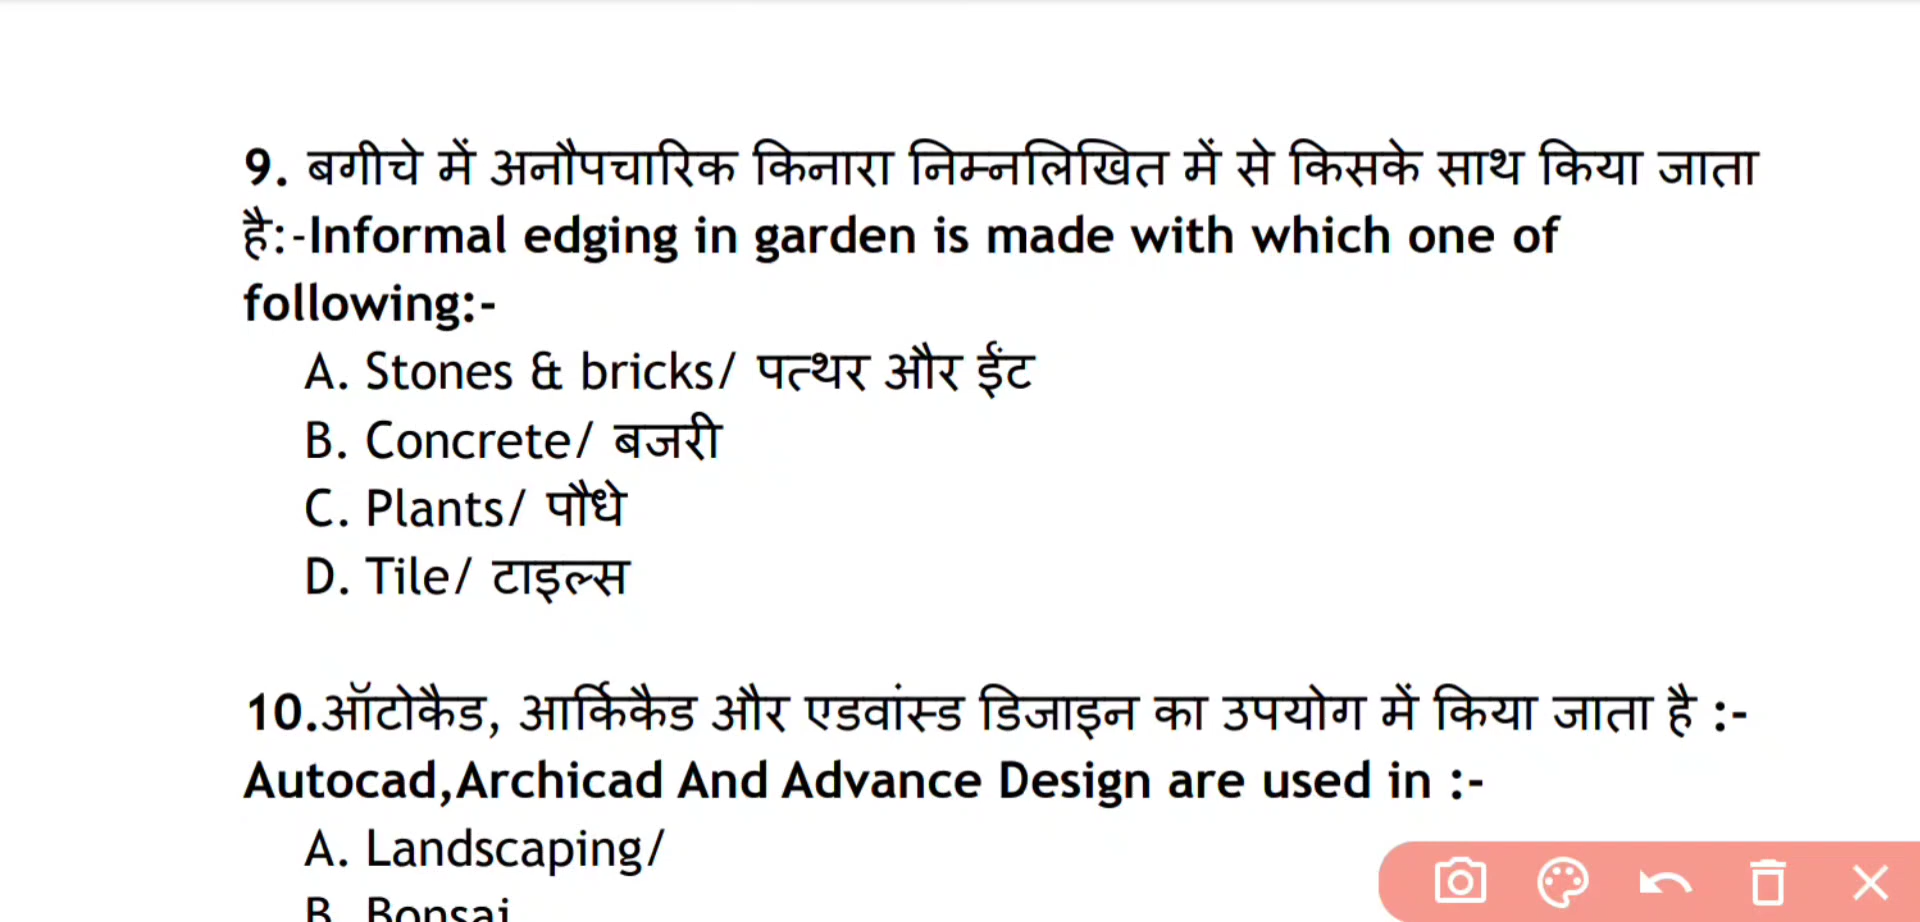 9. बगीचे में अनौपचारिक किनारा निम्नलिखित में से किसके साथ किया जाता
है:-Informal edging in garden is made with which one of
following:-
A. Stones & bricks/ पत्थर और ईंट
B. Concrete/ बजरी
C. Plants/ पौधे
D. Tile/ टाइल्स
10.ऑटोकैड, आर्किकैड और एडवांस्ड डिजाइन का उपयोग में किया जाता है :-
Autocad,Archicad And Advance Design are used in :-
A. Landscaping/
B. Bonsai